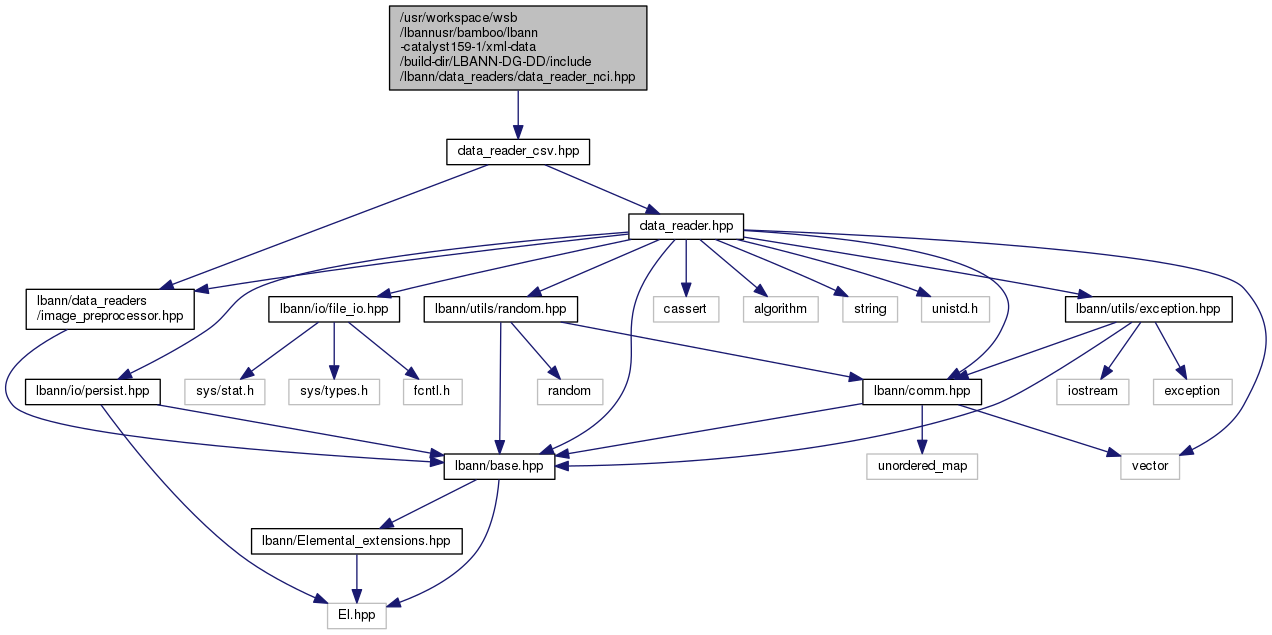 /usr/workspace/wsb
/lbannusr/bamboo/lbann
-catalyst159-1/xml-data
/build-dir/LBANN-DG-DD/include
/lbann/data_readers/data_reader_nci.hpp
data_reader_csv.hpp
data_reader.hpp
lbann/data_readers
/image_preprocessor.hpp
lbann/io/file_io.hpp
lbann/utils/random.hpp
cassert
algorithm
string
unistd.h
lbann/utils/exception.hpp
lbann/io/persist.hpp
sys/stat.h
sys/types.h
fcntl.h
random
lbann/comm.hpp
iostream
exception
lbann/base.hpp
unordered_map
vector
lbann/Elemental_extensions.hpp
El.hpp